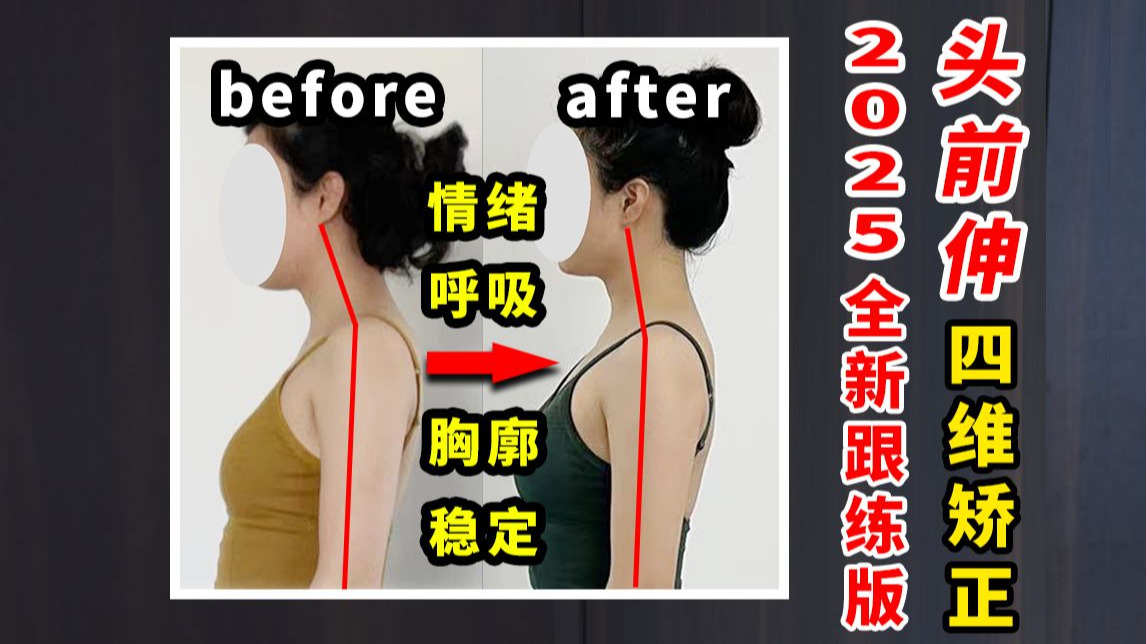 before
after
情绪
呼吸
胸廓
稳定
头前伸四维矫正
2025全新跟练版